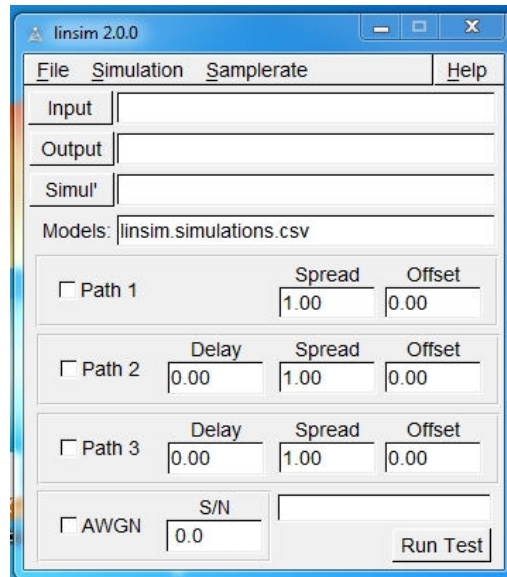 linsim 2.0.0
File Simulation Samplerate Help
Input
Output
Simul'
Models: linsim.simulations.csv
Spread Offset
Path 1 1.00 0.00
Delay Spread Offset
Path 2 0.00 1.00 0.00
Delay Spread Offset
Path 3 0.00 1.00 0.00
S/N
AWGN 0.0
Run Test